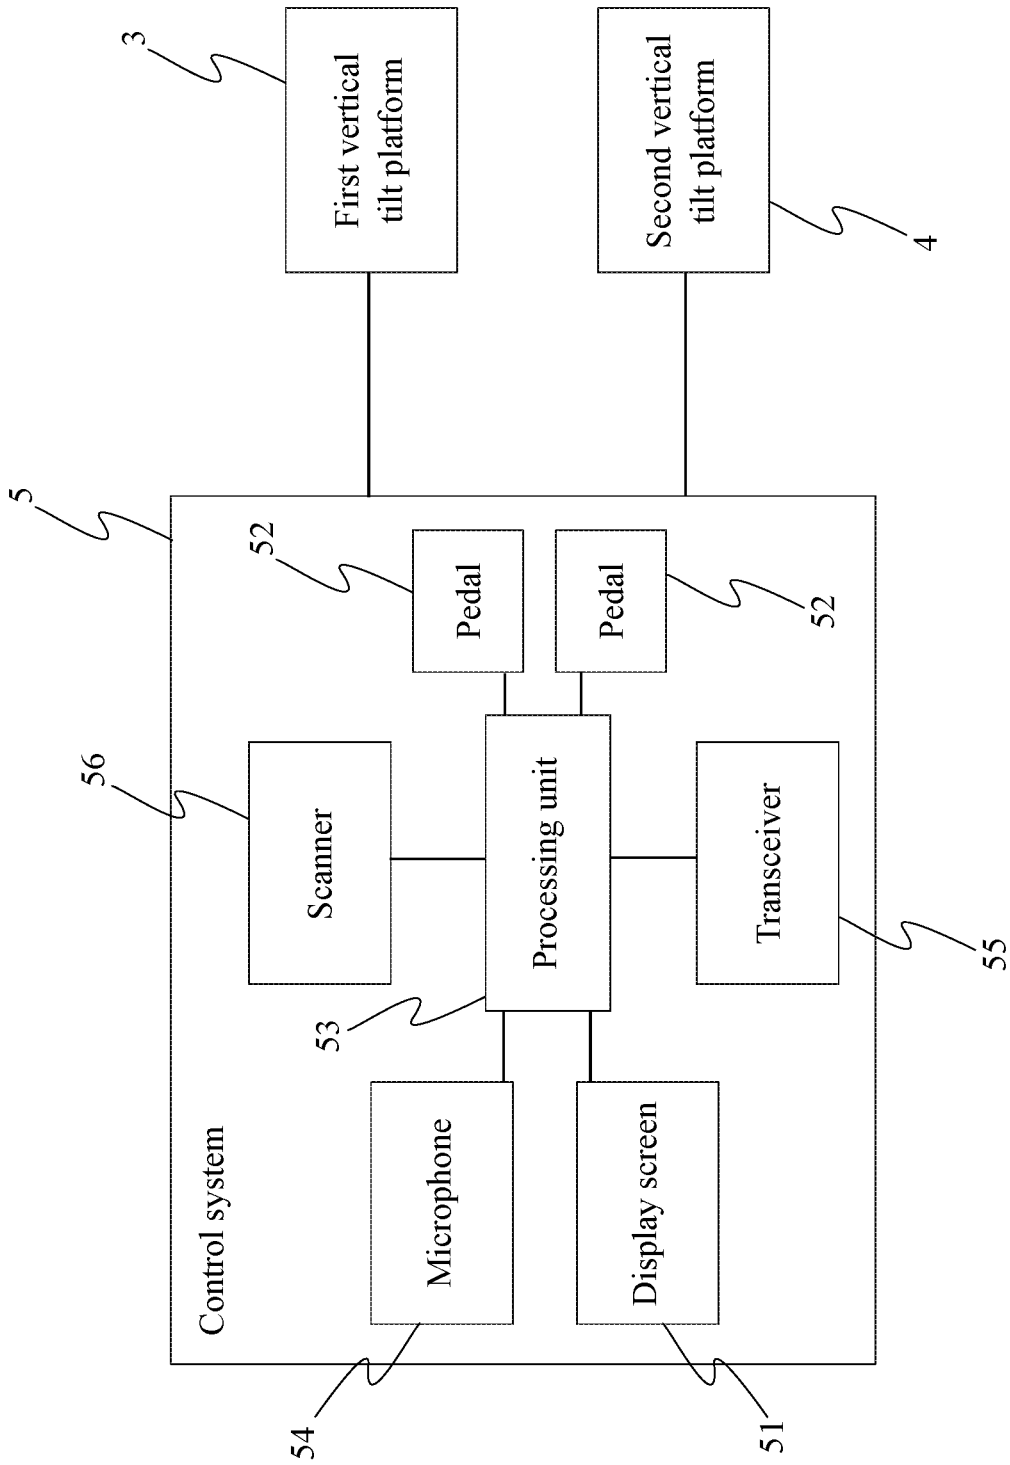 5
56
3
Control system
52
54
Scanner
53
First vertical
tilt platform
Microphone
Pedal
Processing unit
Pedal
Display screen
Second vertical
tilt platform
51
Transceiver
52
4
55